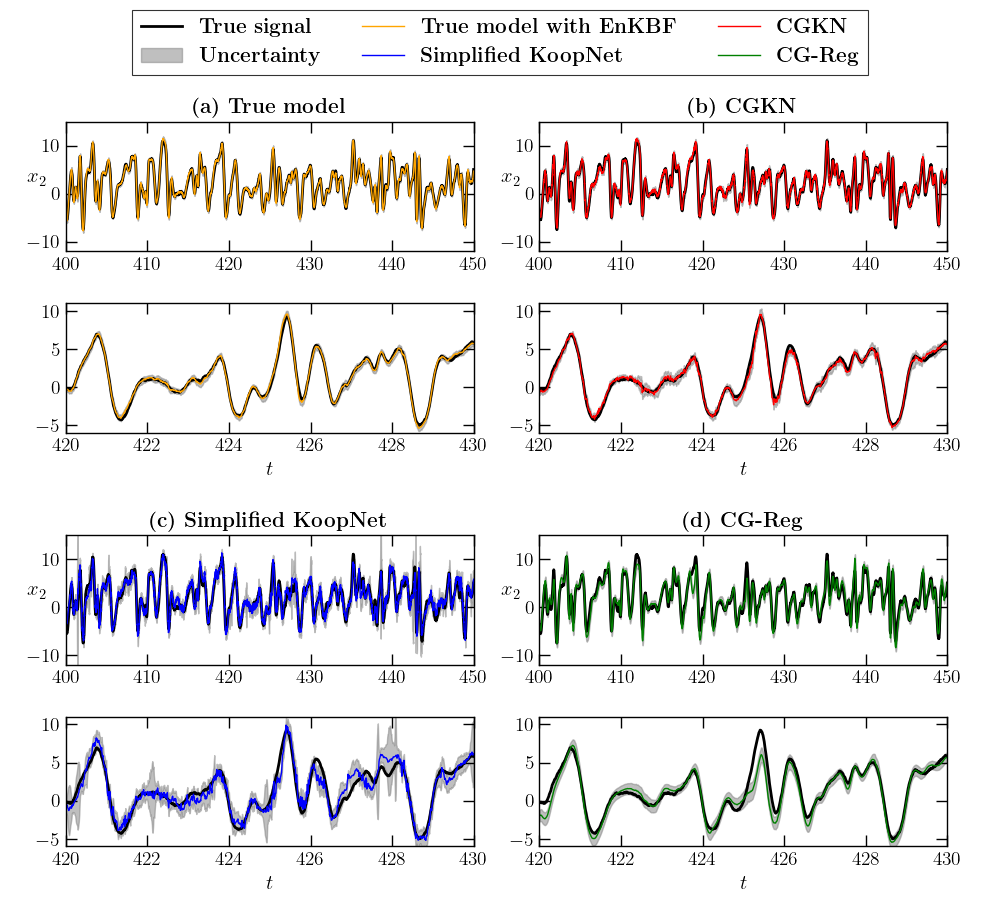 True signal
True model with EnKBF
CGKN
Uncertainty
Simplified KoopNet
CG-Reg
(a) True model
(b) CGKN
10
x2
0
−10
400 410 420 430 440 450
10
x2
0
−10
400 410 420 430 440 450
10
5
0
−5
420 422 424 426 428 430
t
10
5
0
−5
420 422 424 426 428 430
t
(c) Simplified KoopNet
(d) CG-Reg
10
x2
0
−10
400 410 420 430 440 450
10
x2
0
−10
400 410 420 430 440 450
10
5
0
−5
420 422 424 426 428 430
t
10
5
0
−5
420 422 424 426 428 430
t